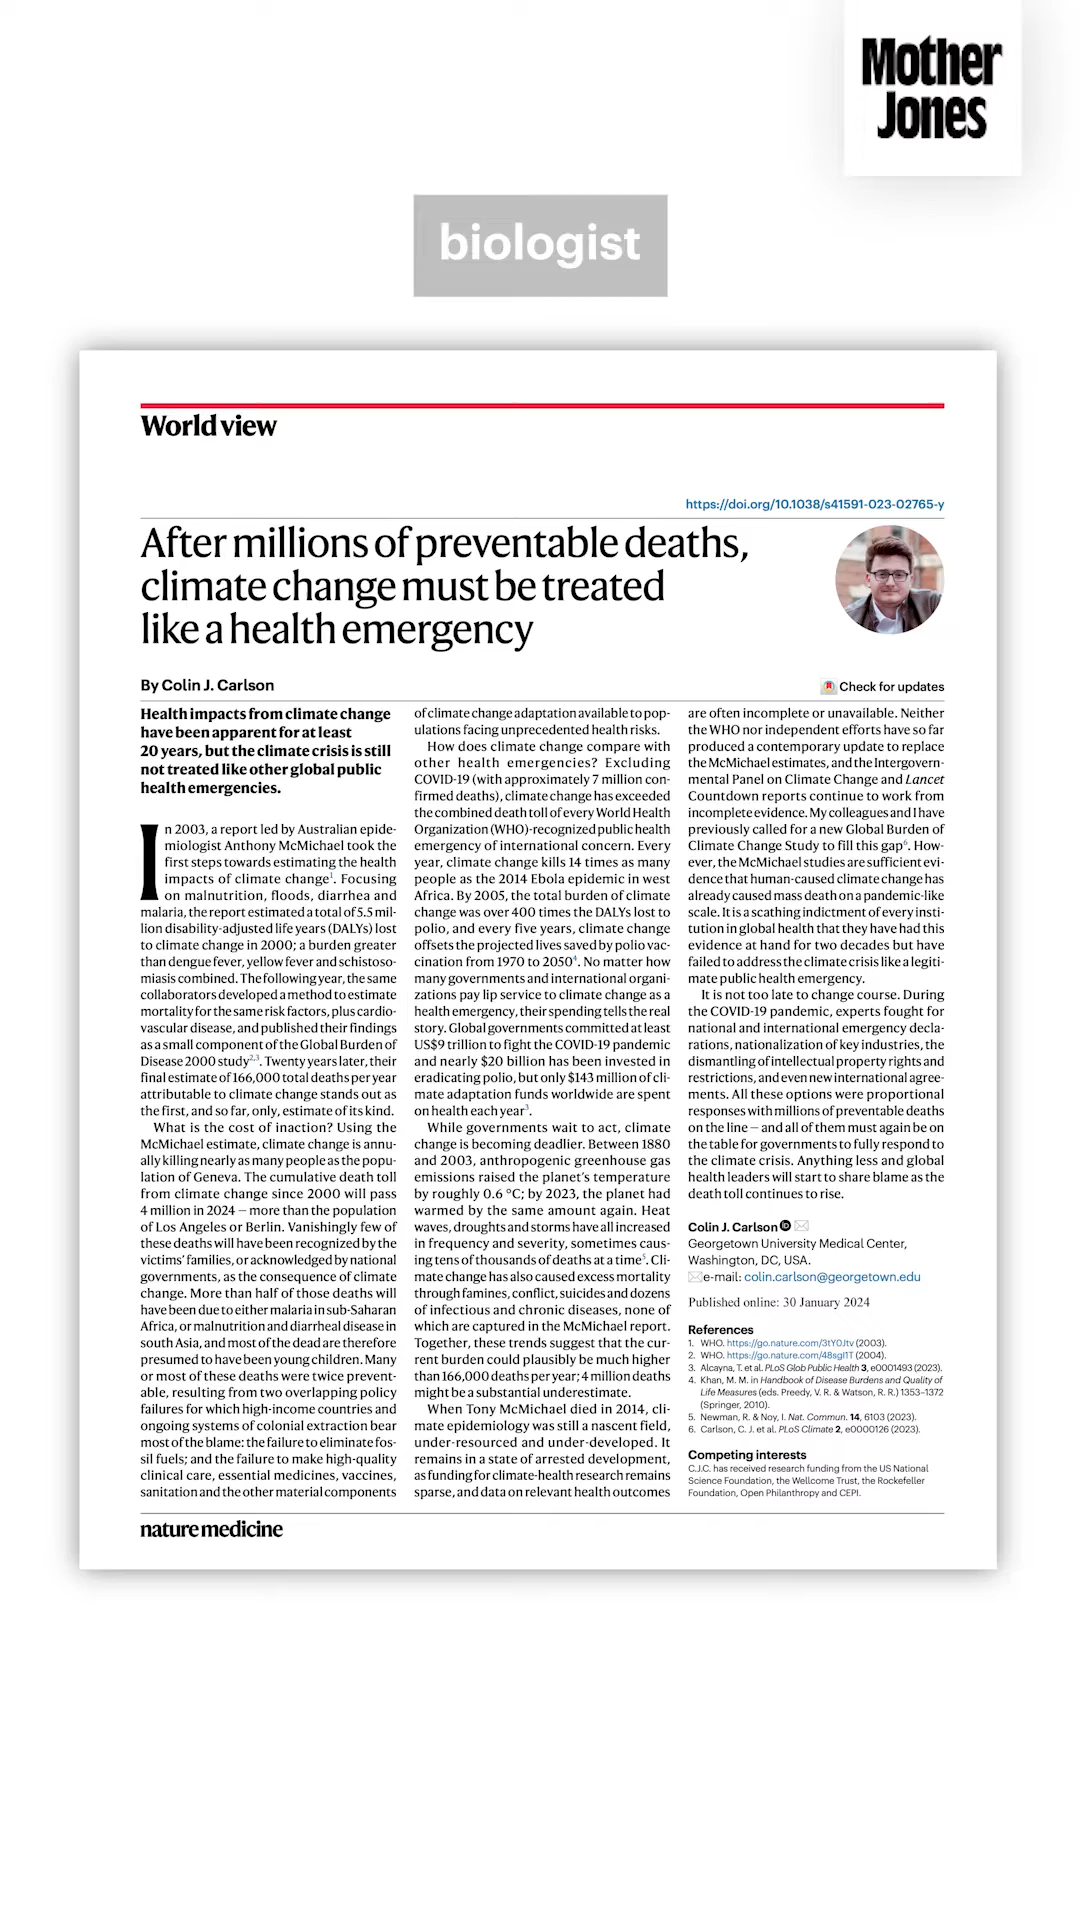 Mother
Jones
biologist
World view
https://doi.org/10.1038/s41591-023-02765-y
After millions of preventable deaths,
climate change must be treated
like a health emergency
By Colin J. Carlson
Check for updates
Health impacts from climate change
have been apparent for at least
20 years, but the climate crisis is still
not treated like other global public
health emergencies.
In 2003, a report led by Australian epide-
miologist Anthony McMichael took the
first steps towards estimating the health
impacts of climate change1. Focusing
on malnutrition, floods, diarrhea and
malaria, the report estimated a total of 5.5 mil-
lion disability-adjusted life years (DALYs) lost
to climate change in 2000; a burden greater
than dengue fever, yellow fever and schistoso-
miasis combined. The following year, the same
collaborators developed a method to estimate
mortality for the same risk factors, plus cardio-
vascular disease, and published their findings
as a small component of the Global Burden of
Disease 2000 study2,3. Twenty years later, their
final estimate of 166,000 total deaths per year
attributable to climate change stands out as
the first, and so far, only, estimate of its kind.
What is the cost of inaction? Using the
McMichael estimate, climate change is annu-
ally killing nearly as many people as the popu-
lation of Geneva. The cumulative death toll
from climate change since 2000 will pass
4 million in 2024 — more than the population
of Los Angeles or Berlin. Vanishingly few of
these deaths will have been recognized by the
victims' families, or acknowledged by national
governments, as the consequence of climate
change. More than half of those deaths will
have been due to either malaria in sub-Saharan
Africa, or malnutrition and diarrheal disease in
south Asia, and most of the dead are therefore
presumed to have been young children. Many
or most of these deaths were twice prevent-
able, resulting from two overlapping policy
failures for which high-income countries and
ongoing systems of colonial extraction bear
most of the blame: the failure to eliminate fos-
sil fuels; and the failure to make high-quality
clinical care, essential medicines, vaccines,
sanitation and the other material components
of climate change adaptation available to pop-
ulations facing unprecedented health risks.
How does climate change compare with
other health emergencies? Excluding
COVID-19 (with approximately 7 million con-
firmed deaths), climate change has exceeded
the combined death toll of every World Health
Organization (WHO)-recognized public health
emergency of international concern. Every
year, climate change kills 14 times as many
people as the 2014 Ebola epidemic in west
Africa. By 2005, the total burden of climate
change was over 400 times the DALYs lost to
polio, and every five years, climate change
offsets the projected lives saved by polio vac-
cination from 1970 to 20504. No matter how
many governments and international organi-
zations pay lip service to climate change as a
health emergency, their spending tells the real
story. Global governments committed at least
US$9 trillion to fight the COVID-19 pandemic
and nearly $20 billion has been invested in
eradicating polio, but only $143 million of cli-
mate adaptation funds worldwide are spent
on health each year3.
While governments wait to act, climate
change is becoming deadlier. Between 1880
and 2003, anthropogenic greenhouse gas
emissions raised the planet's temperature
by roughly 0.6 °C; by 2023, the planet had
warmed by the same amount again. Heat
waves, droughts and storms have all increased
in frequency and severity, sometimes caus-
ing tens of thousands of deaths at a time5. Cli-
mate change has also caused excess mortality
through famines, conflict, suicides and dozens
of infectious and chronic diseases, none of
which are captured in the McMichael report.
Together, these trends suggest that the cur-
rent burden could plausibly be much higher
than 166,000 deaths per year; 4 million deaths
might be a substantial underestimate.
When Tony McMichael died in 2014, cli-
mate epidemiology was still a nascent field,
under-resourced and under-developed. It
remains in a state of arrested development,
as funding for climate-health research remains
sparse, and data on relevant health outcomes
are often incomplete or unavailable. Neither
the WHO nor independent efforts have so far
produced a contemporary update to replace
the McMichael estimates, and the Intergovern-
mental Panel on Climate Change and Lancet
Countdown reports continue to work from
incomplete evidence. My colleagues and I have
previously called for a new Global Burden of
Climate Change Study to fill this gap6. How-
ever, the McMichael studies are sufficient evi-
dence that human-caused climate change has
already caused mass death on a pandemic-like
scale. It is a scathing indictment of every insti-
tution in global health that they have had this
evidence at hand for two decades but have
failed to address the climate crisis like a legiti-
mate public health emergency.
It is not too late to change course. During
the COVID-19 pandemic, experts fought for
national and international emergency decla-
rations, nationalization of key industries, the
dismantling of intellectual property rights and
restrictions, and even new international agree-
ments. All these options were proportional
responses with millions of preventable deaths
on the line — and all of them must again be on
the table for governments to fully respond to
the climate crisis. Anything less and global
health leaders will start to share blame as the
death toll continues to rise.
Colin J. Carlson iD
Georgetown University Medical Center,
Washington, DC, USA.
e-mail: colin.carlson@georgetown.edu
Published online: 30 January 2024
References
1. WHO. https://go.nature.com/3tY0Jtv (2003).
2. WHO. https://go.nature.com/48sgI1T (2004).
3. Alcayna, T. et al. PLoS Glob Public Health 3, e0001493 (2023).
4. Khan, M. M. in Handbook of Disease Burdens and Quality of
Life Measures (eds. Preedy, V. R. & Watson, R. R.) 1353–1372
(Springer, 2010).
5. Newman, R. & Noy, I. Nat. Commun. 14, 6103 (2023).
6. Carlson, C. J. et al. PLoS Climate 2, e0000126 (2023).
Competing interests
C.J.C. has received research funding from the US National
Science Foundation, the Wellcome Trust, the Rockefeller
Foundation, Open Philanthropy and CEPI.
nature medicine